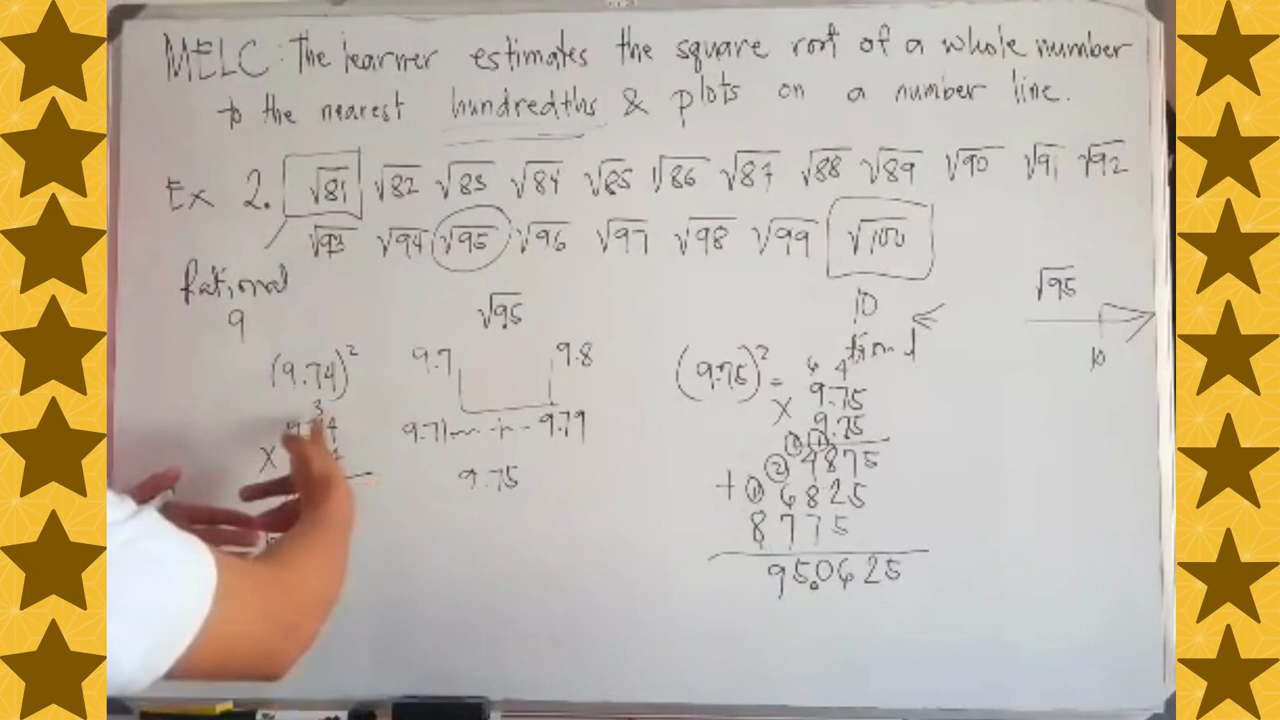 MELC: The learner estimates the square root of a whole number
to the nearest hundredths & plots on a number line.
Ex 2. √81 √82 √83 √84 √85 √86 √87 √88 √89 √90 √91 √92
√93 √94 √95 √96 √97 √98 √99 √100
Rational
9
√95
10
√95
10
(9.74)²
3
X
9.7 9.8
9.71 9.79
9.75
(9.75)² =
9.75
X 9.75
4875
+ 6825
8775
95.0625